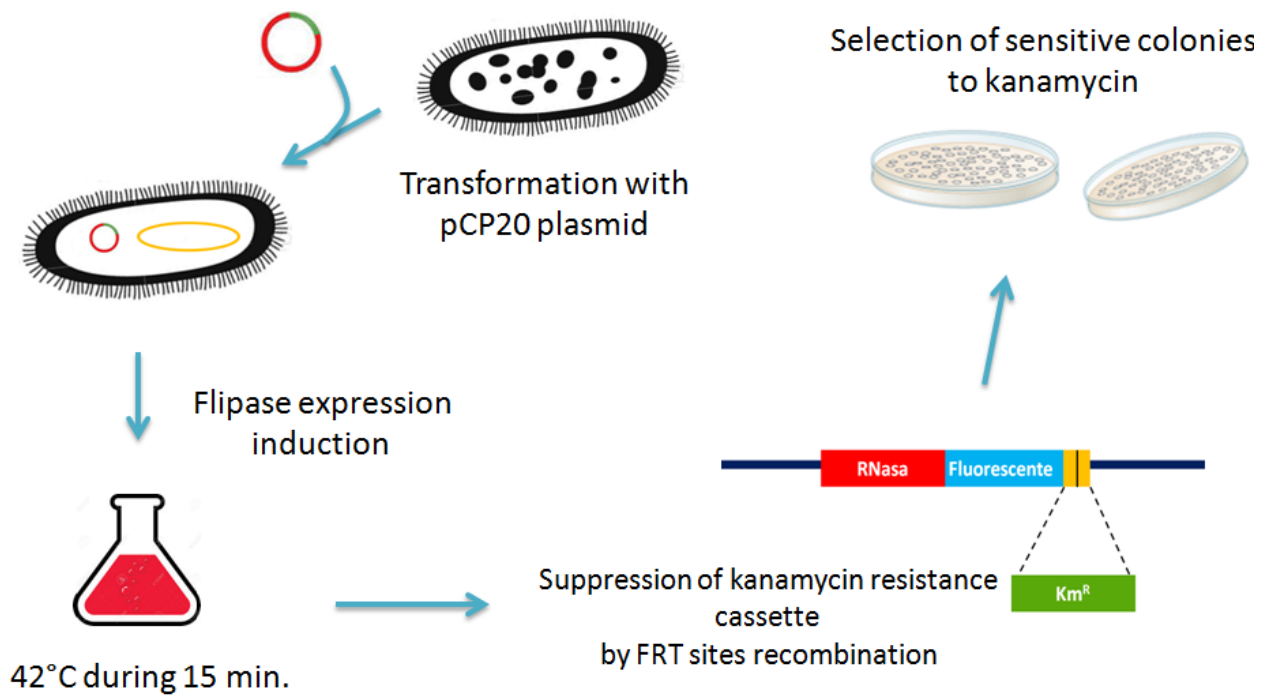 Transformation with
pCP20 plasmid
Flipase expression
induction
42°C during 15 min.
Suppression of kanamycin resistance
cassette
by FRT sites recombination
RNasa
Fluorescente
Kmᴿ
Selection of sensitive colonies
to kanamycin